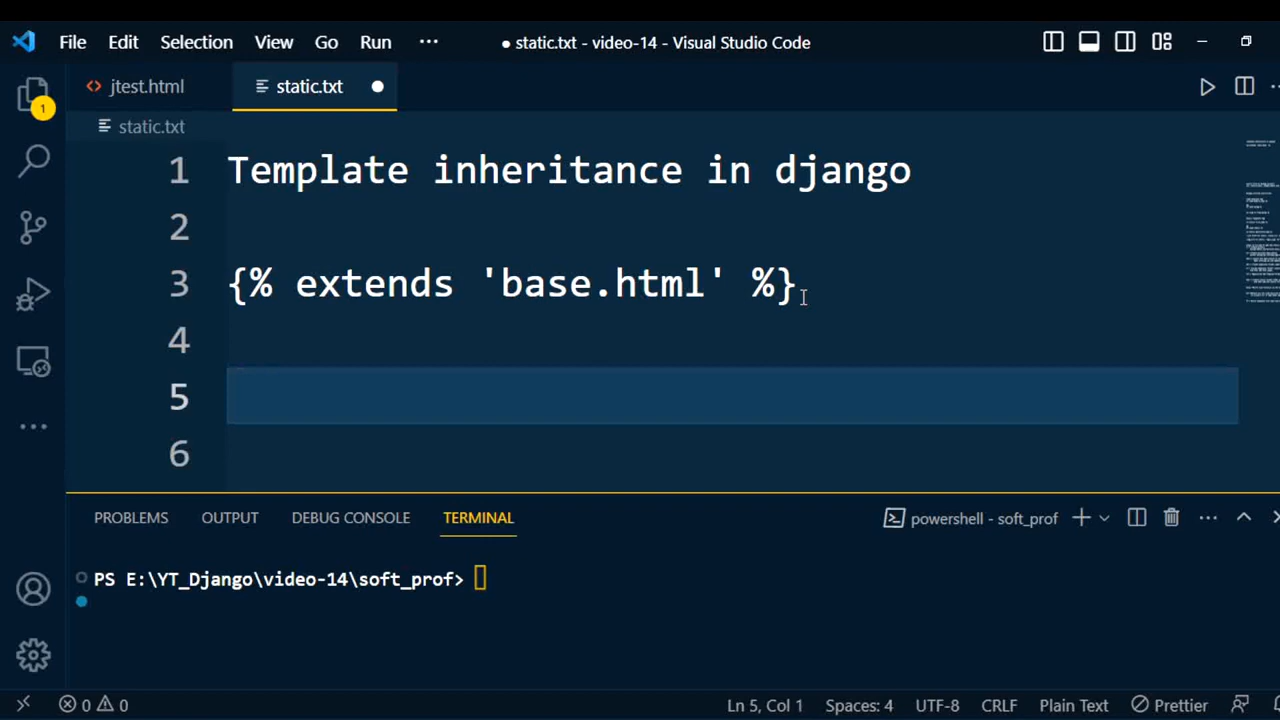 File Edit Selection View Go Run ··· ● static.txt - video-14 - Visual Studio Code
jtest.html static.txt
1
static.txt
1 Template inheritance in django
2
3 {% extends 'base.html' %}
4
5
6
PROBLEMS OUTPUT DEBUG CONSOLE TERMINAL powershell - soft_prof
PS E:\YT_Django\video-14\soft_prof>
0 0 Ln 5, Col 1 Spaces: 4 UTF-8 CRLF Plain Text Prettier